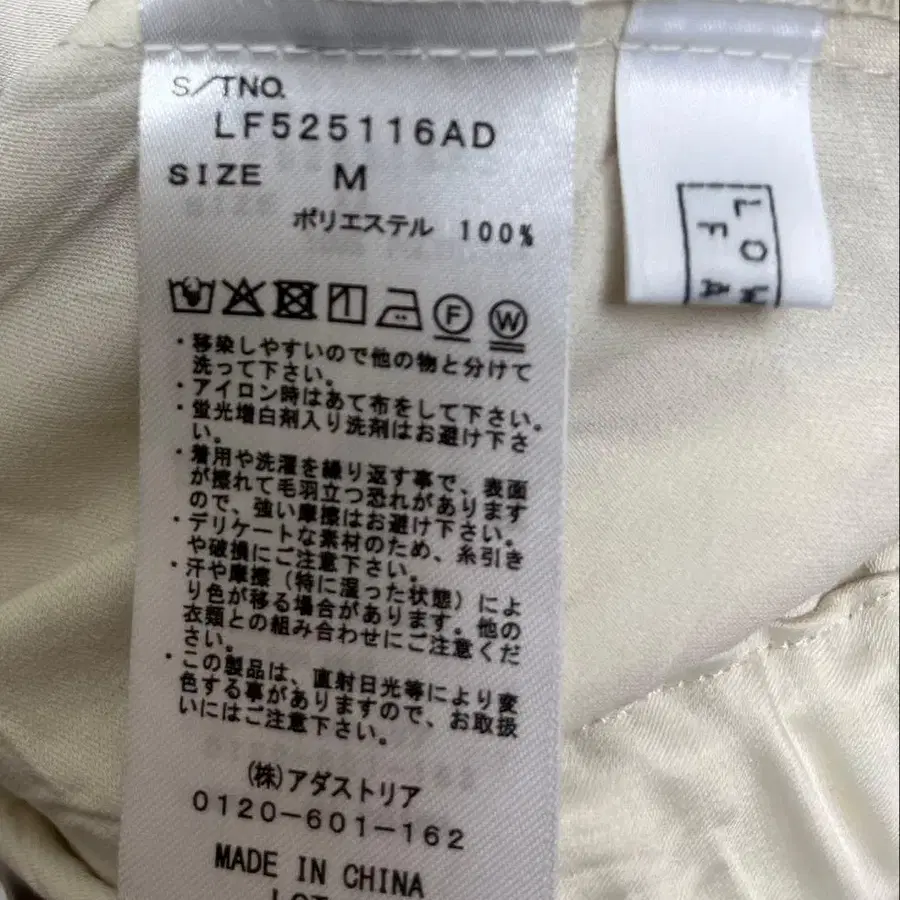 S/TNO.
LF525116AD
SIZE M
ポリエステル 100%
F W
・移染しやすいので他の物と分けて
洗って下さい。
・アイロン時はあて布をして下さい。
・蛍光増白剤入り洗剤はお避け下さ
い。
・着用や洗濯を繰り返す事で、表面
が擦れて毛羽立つ恐れがあります
ので、強い摩擦はお避け下さい。
・デリケートな素材のため、糸引き
や破損にご注意下さい。
・汗や摩擦（特に湿った状態）によ
り色が移る場合があります。他の
衣類との組み合わせにご注意くだ
さい。
・この製品は、直射日光等により変
色する事がありますので、お取扱
いにはご注意下さい。
(株)アダストリア
0120-601-162
MADE IN CHINA
LOW
F A